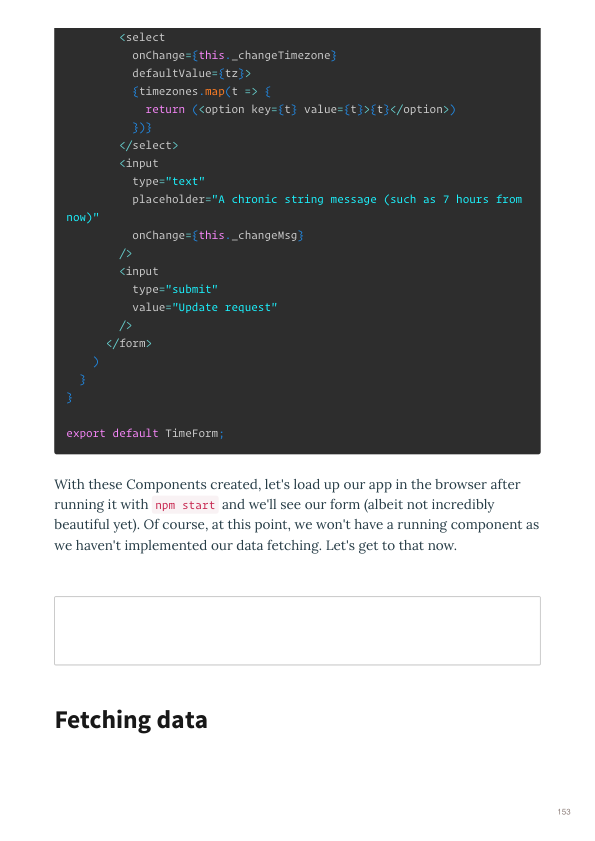 <select
onChange={this._changeTimezone}
defaultValue={tz}>
{timezones.map(t => {
return (<option key={t} value={t}>{t}</option>)
})}
</select>
<input
type="text"
placeholder="A chronic string message (such as 7 hours from
now)"
onChange={this._changeMsg}
/>
<input
type="submit"
value="Update request"
/>
</form>
)
}
}
export default TimeForm;
With these Components created, let's load up our app in the browser after
running it with npm start and we'll see our form (albeit not incredibly
beautiful yet). Of course, at this point, we won't have a running component as
we haven't implemented our data fetching. Let's get to that now.
Fetching data
153